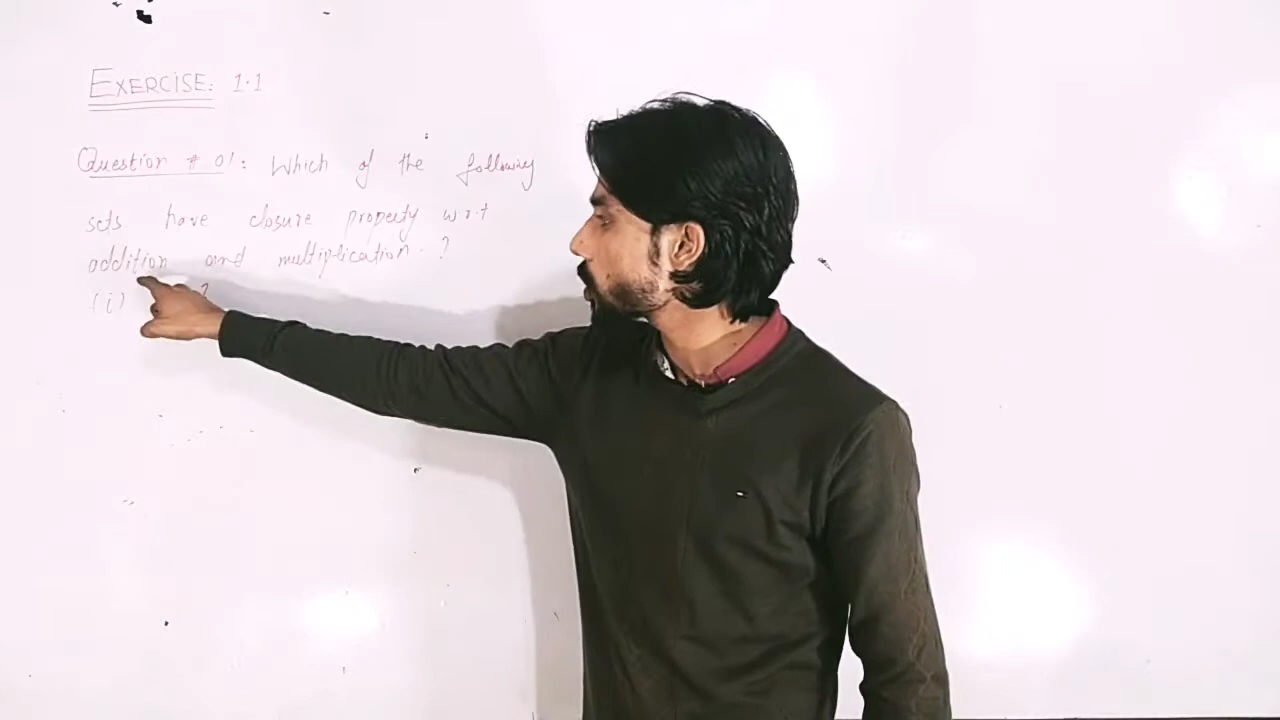 EXERCISE: 1.1
Question # 01: Which of the following
sets have closure property w.r.t
addition and multiplication ?
(i)